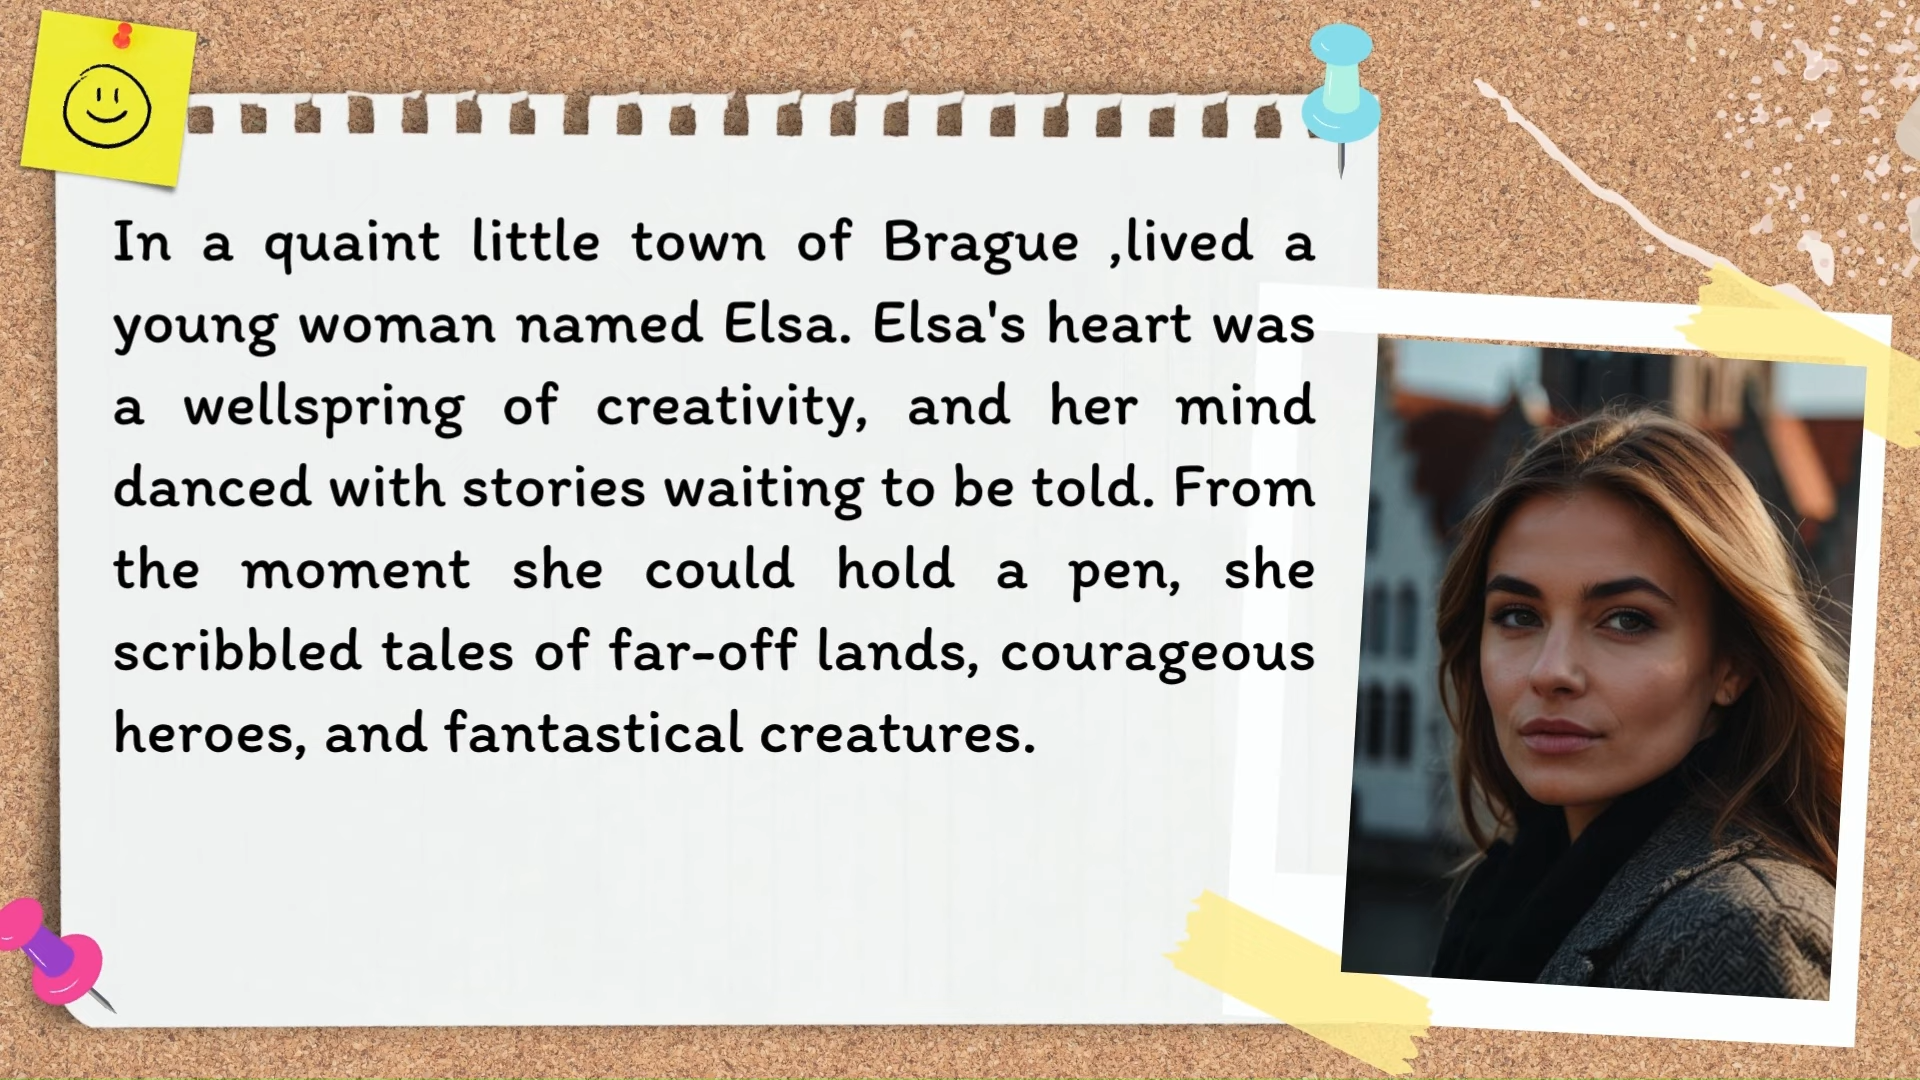 In a quaint little town of Brague ,lived a
young woman named Elsa. Elsa's heart was
a wellspring of creativity, and her mind
danced with stories waiting to be told. From
the moment she could hold a pen, she
scribbled tales of far-off lands, courageous
heroes, and fantastical creatures.